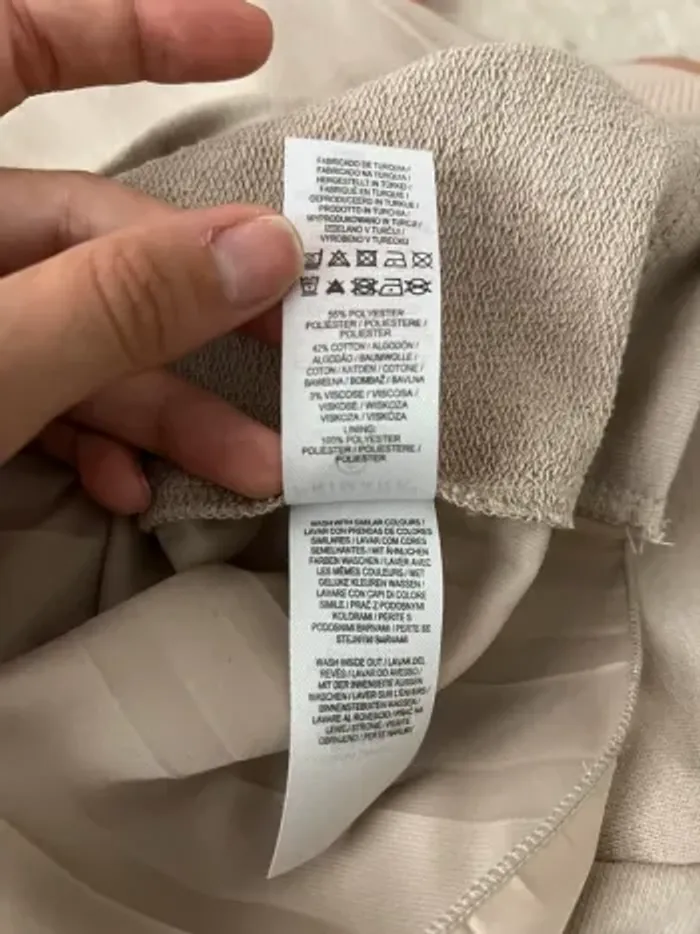 FABRICADO DE TURQUIA /
FABRICADO NA TURQUIA /
HERGESTELLT IN TÜRKEI /
FABRIQUÉ EN TURQUIE /
GEPRODUCEERD IN TURKIJE /
PRODOTTO IN TURCHIA /
WYPRODUKOWANO W TURCJI /
IZDELANO V TURČIJI /
VYROBENO V TURECKU
55% POLYESTER
POLIÉSTER / POLIESTERE /
POLIESTER
42% COTTON / ALGODÓN /
ALGODÃO / BAUMWOLLE /
COTON / KATOEN / COTONE /
BAWEŁNA / BOMBAŽ / BAVLNA
3% VISCOSE / VISCOSA /
VISKOSE / WISKOZA
VISKOZA / VISKÓZA
LINING:
100% POLYESTER
POLIÉSTER / POLIESTERE /
POLIESTER
WASH WITH SIMILAR COLOURS /
LAVAR CON PRENDAS DE COLORES
SIMILARES / LAVAR COM CORES
SEMELHANTES / MIT ÄHNLICHEN
FARBEN WASCHEN / LAVER AVEC
LES MÊMES COULEURS / MET
GELIJKE KLEUREN WASSEN /
LAVARE CON CAPI DI COLORE
SIMILE / PRAĆ Z PODOBNYMI
KOLORAMI / PERITE S
PODOBNIMI BARVAMI / PERTE SE
STEJNÝMI BARVAMI
WASH INSIDE OUT / LAVAR DEL
REVÉS / LAVAR DO AVESSO /
MIT DER INNENSEITE AUSSEN
WASCHEN / LAVER SUR L'ENVERS /
BINNENSTEBUITEN WASSEN /
LAVARE AL ROVESCIO / PRAĆ NA
LEWEJ STRONIE /
OBRNJENO / PERTE NARUBY